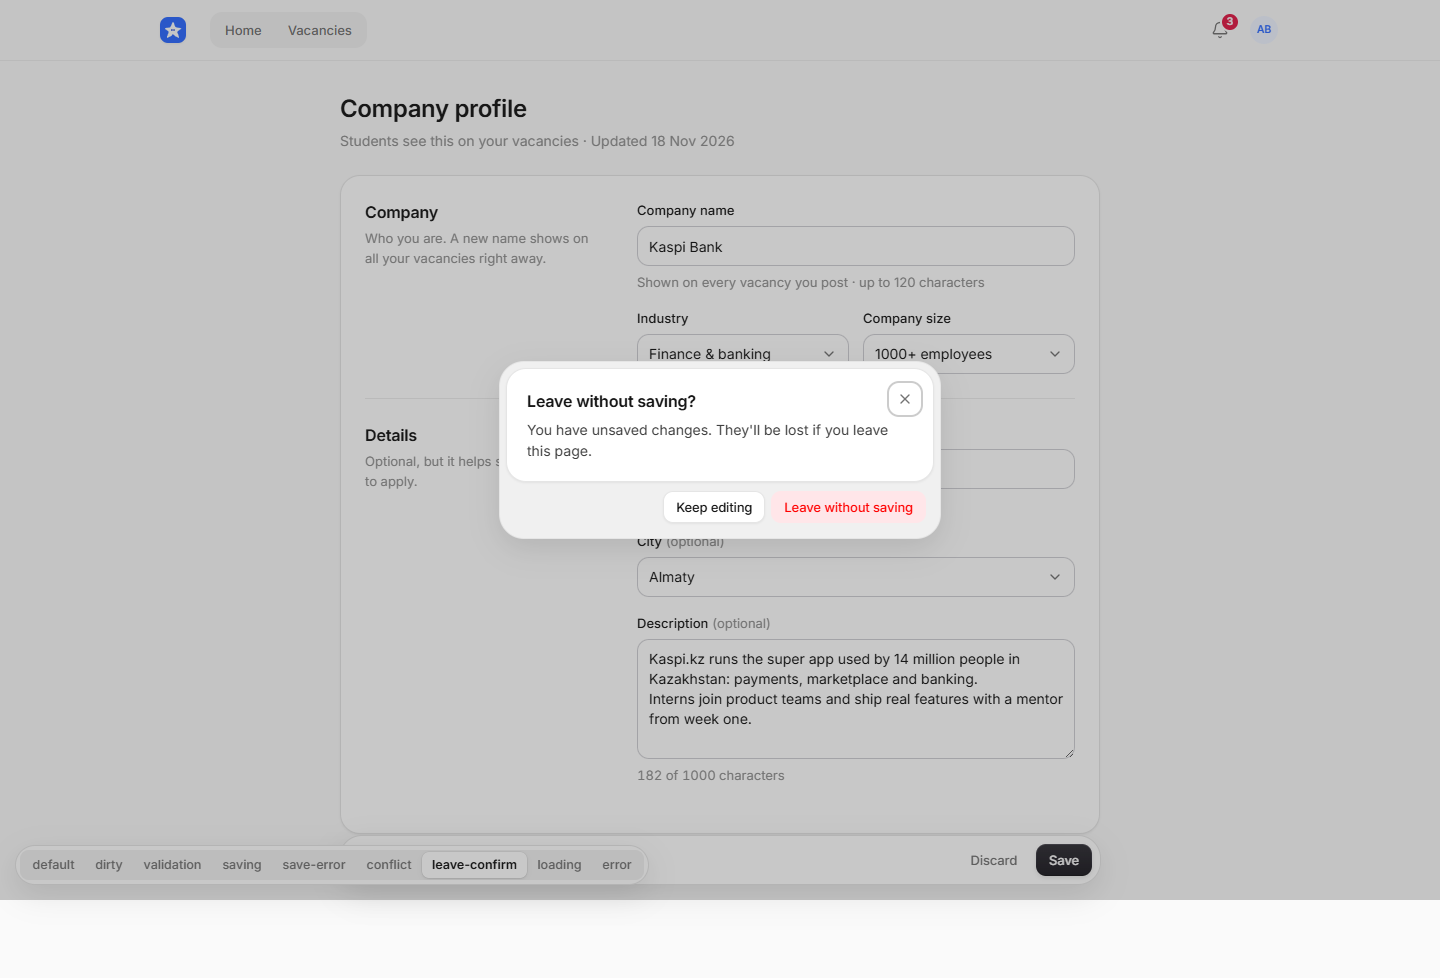 Home Vacancies
3
AB
Company profile
Students see this on your vacancies · Updated 18 Nov 2026
Company
Who you are. A new name shows on
all your vacancies right away.
Company name
Kaspi Bank
Shown on every vacancy you post · up to 120 characters
Industry
Company size
Finance & banking
1000+ employees
Leave without saving?
You have unsaved changes. They'll be lost if you leave
this page.
Keep editing
Leave without saving
Details
Optional, but it helps
to apply.
City (optional)
Almaty
Description (optional)
Kaspi.kz runs the super app used by 14 million people in
Kazakhstan: payments, marketplace and banking.
Interns join product teams and ship real features with a mentor
from week one.
182 of 1000 characters
default dirty validation saving save-error conflict leave-confirm loading error
Discard
Save